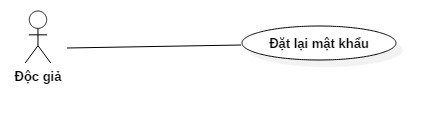 Đặt lại mật khẩu
Độc giả